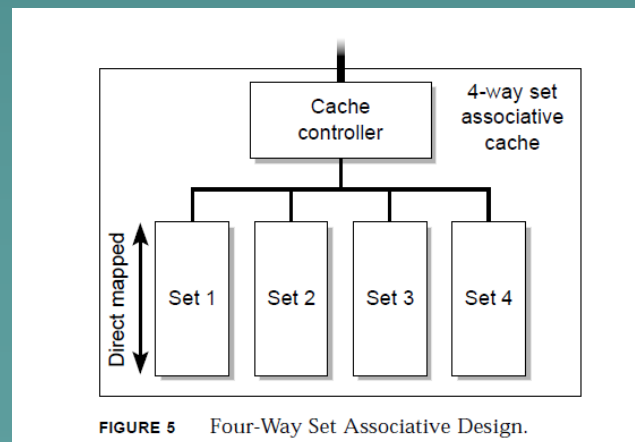 Cache
controller
4-way set
associative
cache
Direct mapped
Set 1
Set 2
Set 3
Set 4
FIGURE 5 Four-Way Set Associative Design.